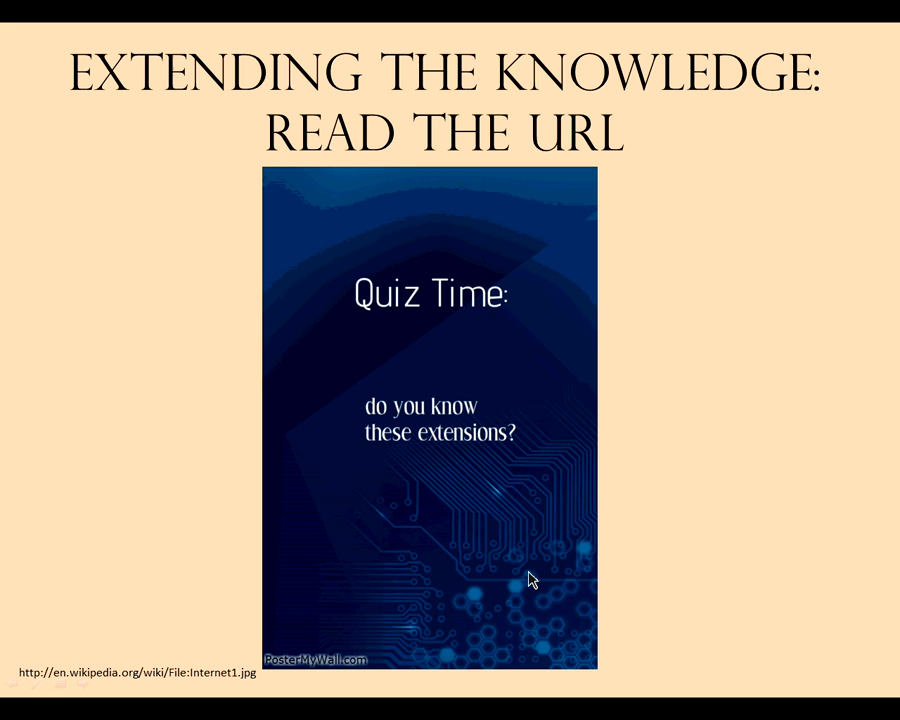 EXTENDING THE KNOWLEDGE:
READ THE URL
Quiz Time:
do you know
these extensions?
PosterMyWall.com
http://en.wikipedia.org/wiki/File:Internet1.jpg